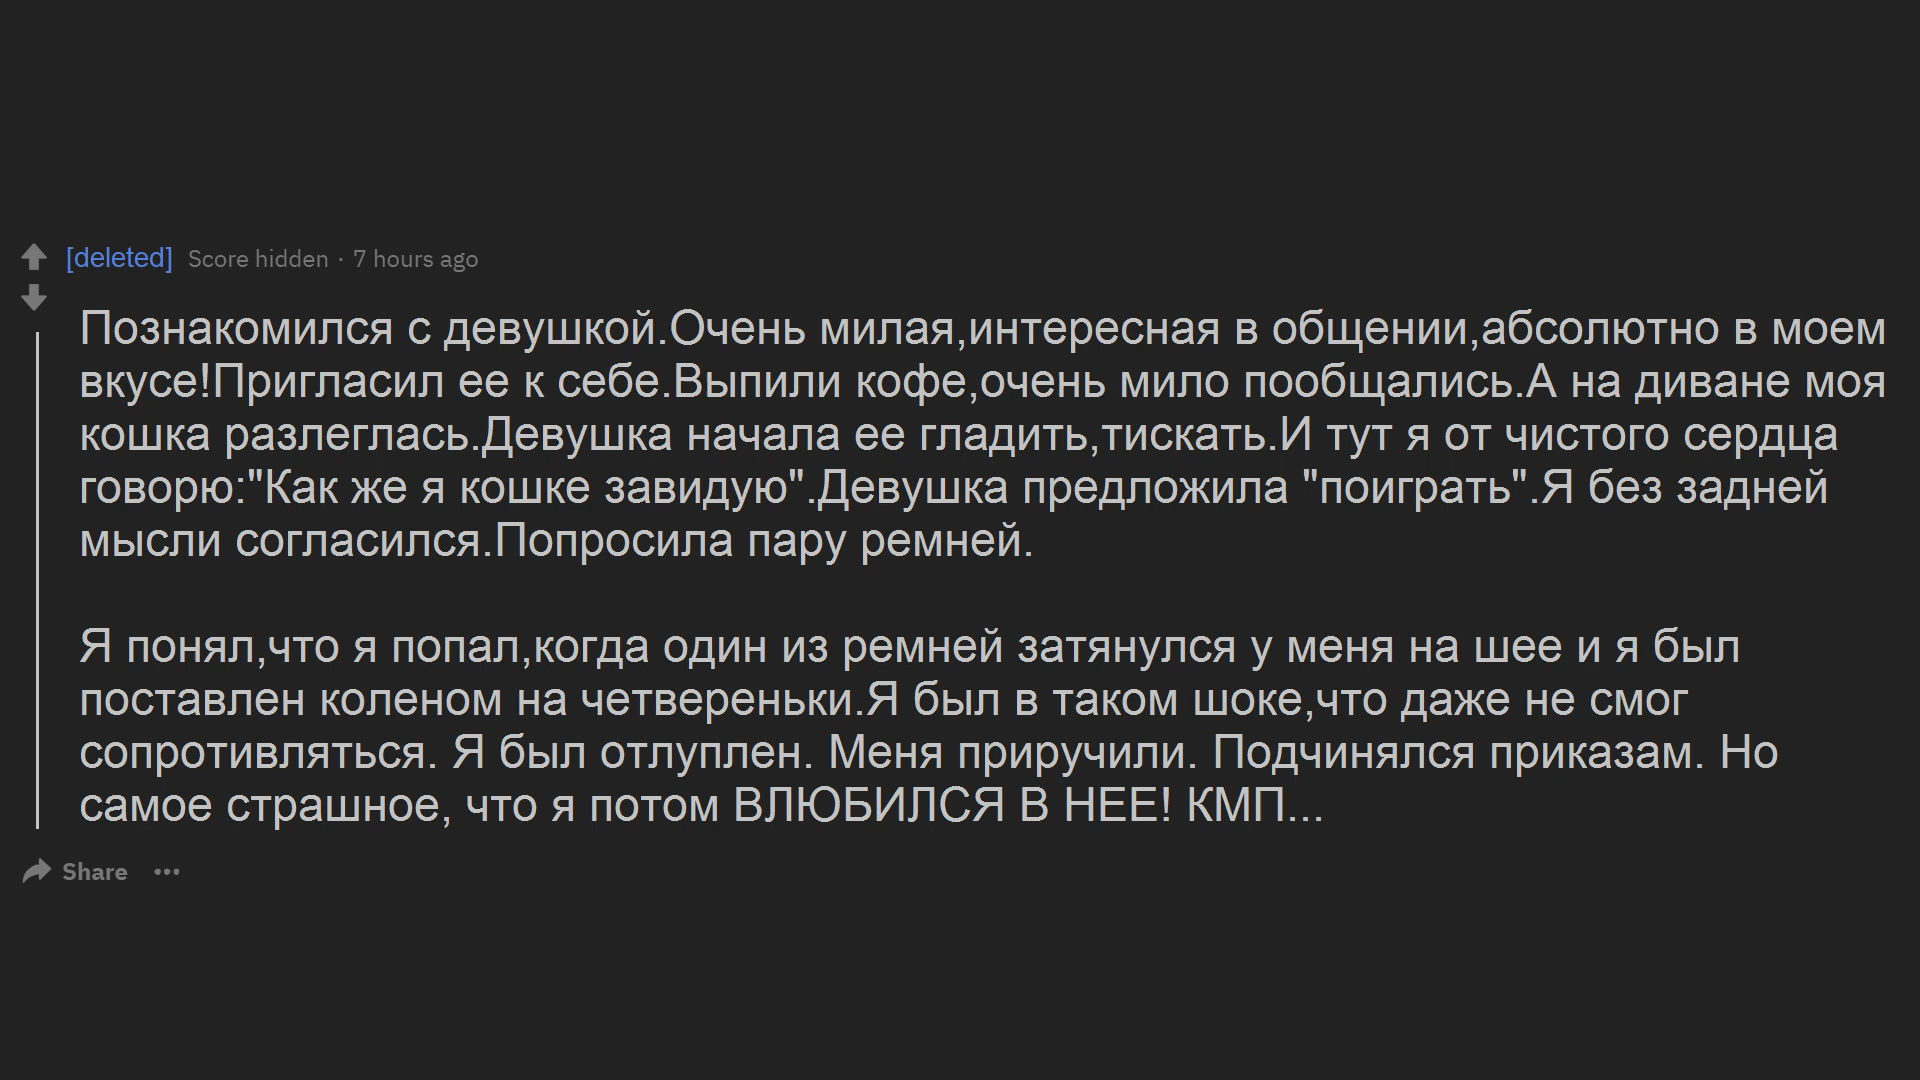 [deleted] Score hidden · 7 hours ago
Познакомился с девушкой.Очень милая,интересная в общении,абсолютно в моем
вкусе!Пригласил ее к себе.Выпили кофе,очень мило пообщались.А на диване моя
кошка разлеглась.Девушка начала ее гладить,тискать.И тут я от чистого сердца
говорю:"Как же я кошке завидую".Девушка предложила "поиграть".Я без задней
мысли согласился.Попросила пару ремней.
Я понял,что я попал,когда один из ремней затянулся у меня на шее и я был
поставлен коленом на четвереньки.Я был в таком шоке,что даже не смог
сопротивляться. Я был отлуплен. Меня приручили. Подчинялся приказам. Но
самое страшное, что я потом ВЛЮБИЛСЯ В НЕЕ! КМП...
Share ···